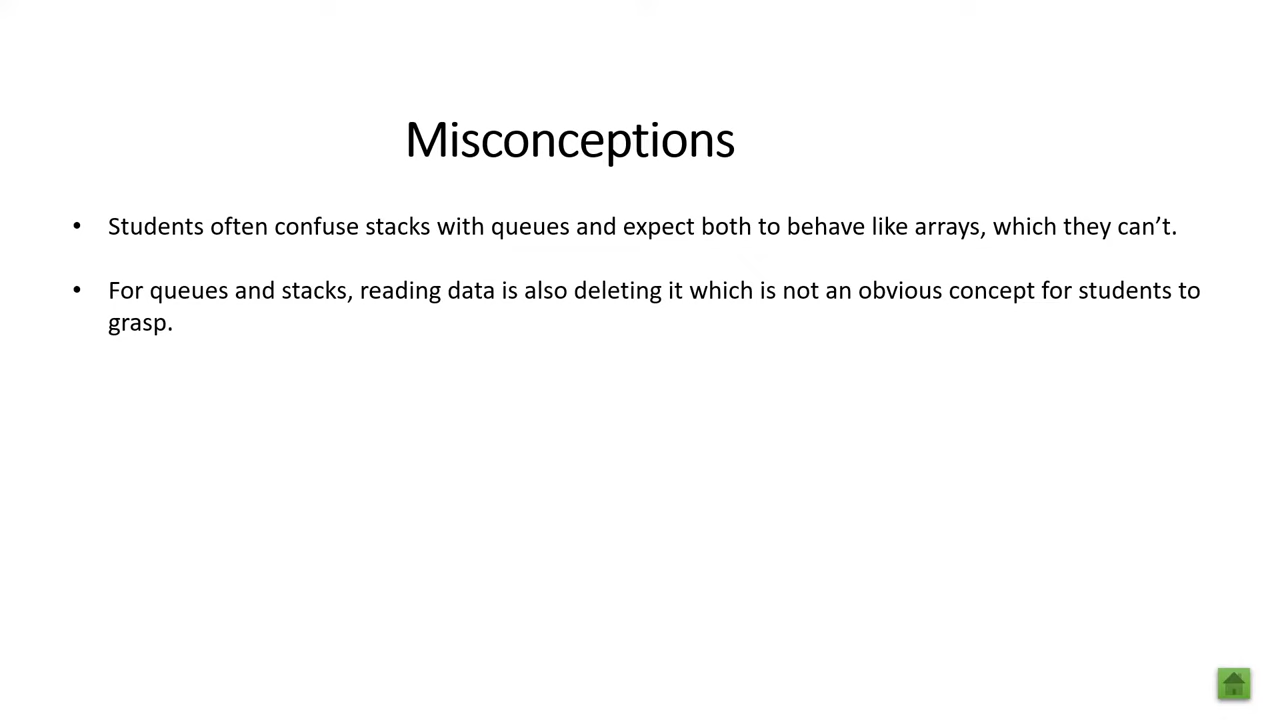 Misconceptions
• Students often confuse stacks with queues and expect both to behave like arrays, which they can’t.
• For queues and stacks, reading data is also deleting it which is not an obvious concept for students to
grasp.